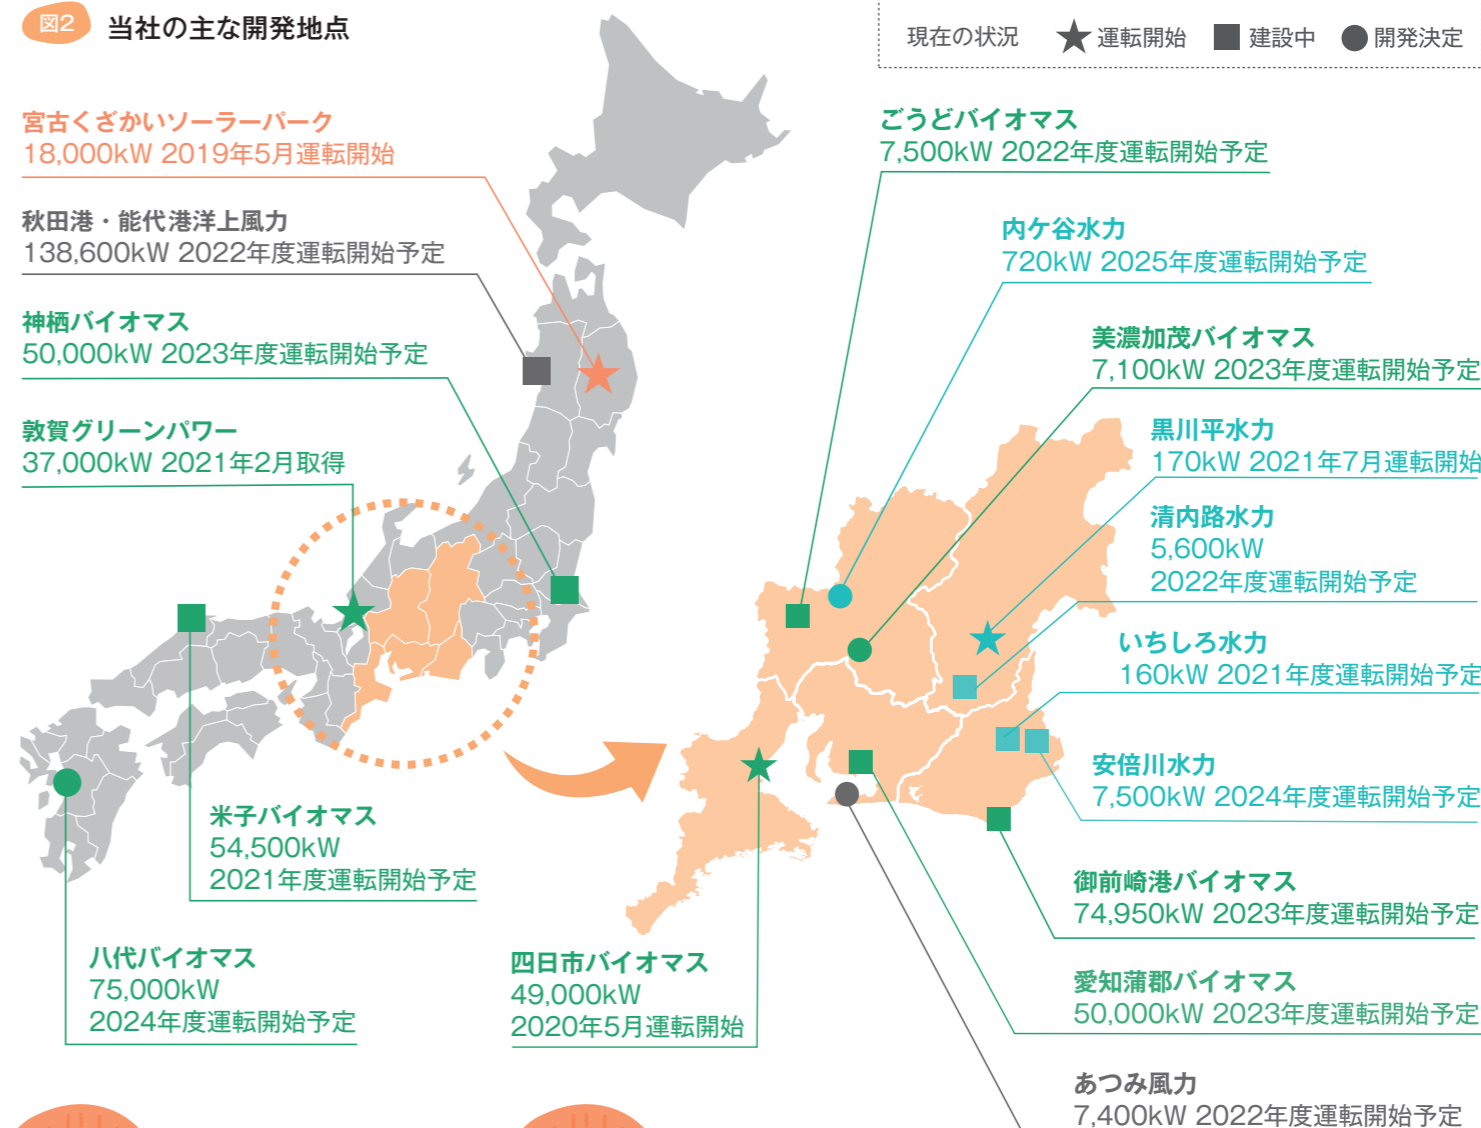 図2
当社の主な開発地点
現在の状況 ★運転開始 ■建設中 ●開発決定
宮古くざかいソーラーパーク
18,000kW 2019年5月運転開始
秋田港・能代港洋上風力
138,600kW 2022年度運転開始予定
神栖バイオマス
50,000kW 2023年度運転開始予定
敦賀グリーンパワー
37,000kW 2021年2月取得
米子バイオマス
54,500kW
2021年度運転開始予定
八代バイオマス
75,000kW
2024年度運転開始予定
四日市バイオマス
49,000kW
2020年5月運転開始
ごうどバイオマス
7,500kW 2022年度運転開始予定
内ケ谷水力
720kW 2025年度運転開始予定
美濃加茂バイオマス
7,100kW 2023年度運転開始予定
黒川平水力
170kW 2021年7月運転開始
清内路水力
5,600kW
2022年度運転開始予定
いちしろ水力
160kW 2021年度運転開始予定
安倍川水力
7,500kW 2024年度運転開始予定
御前崎港バイオマス
74,950kW 2023年度運転開始予定
愛知蒲郡バイオマス
50,000kW 2023年度運転開始予定
あつみ風力
7,400kW 2022年度運転開始予定